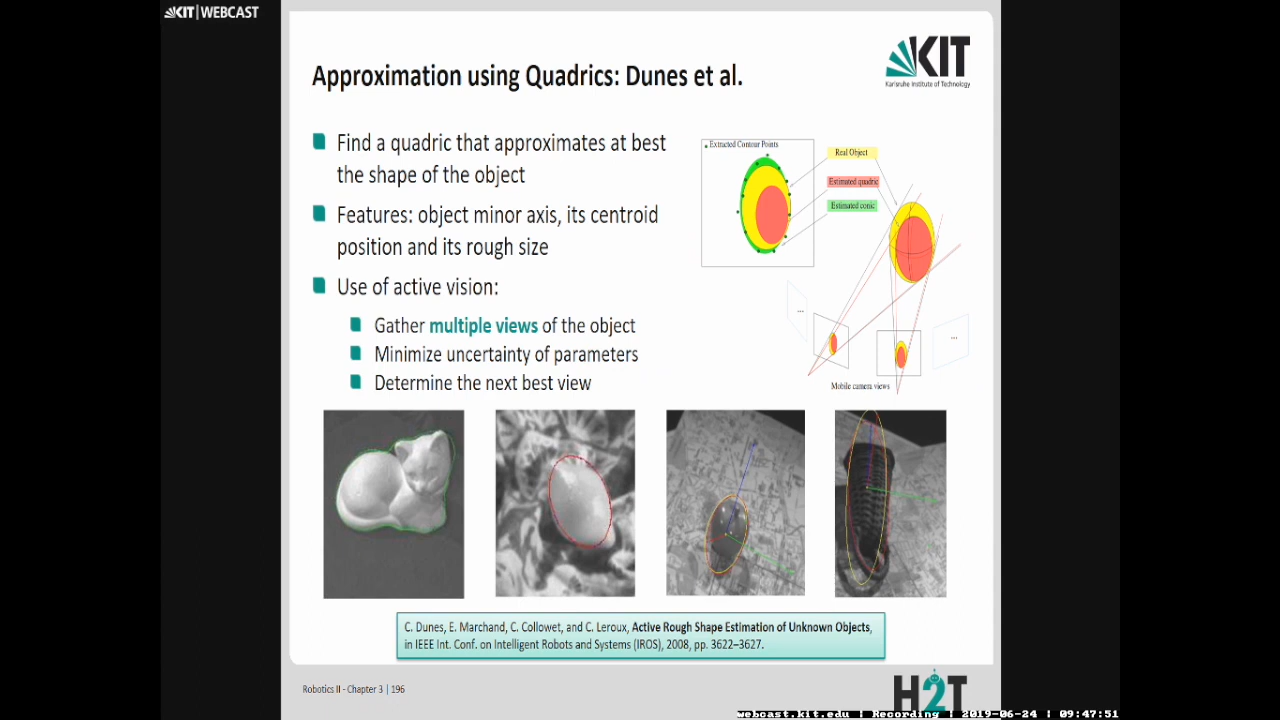 KIT | WEBCAST
Approximation using Quadrics: Dunes et al.
KIT
Karlsruhe Institute of Technology
Find a quadric that approximates at best
the shape of the object
Features: object minor axis, its centroid
position and its rough size
Use of active vision:
Gather multiple views of the object
Minimize uncertainty of parameters
Determine the next best view
Extracted Contour Points
Real Object
Estimated quadric
Estimated conic
...
...
Mobile camera views
C. Dunes, E. Marchand, C. Collowet, and C. Leroux, Active Rough Shape Estimation of Unknown Objects,
in IEEE Int. Conf. on Intelligent Robots and Systems (IROS), 2008, pp. 3622–3627.
Robotics II - Chapter 3 | 196
H2T
webcast.kit.edu | Recording | 2019-06-24 | 09:47:51